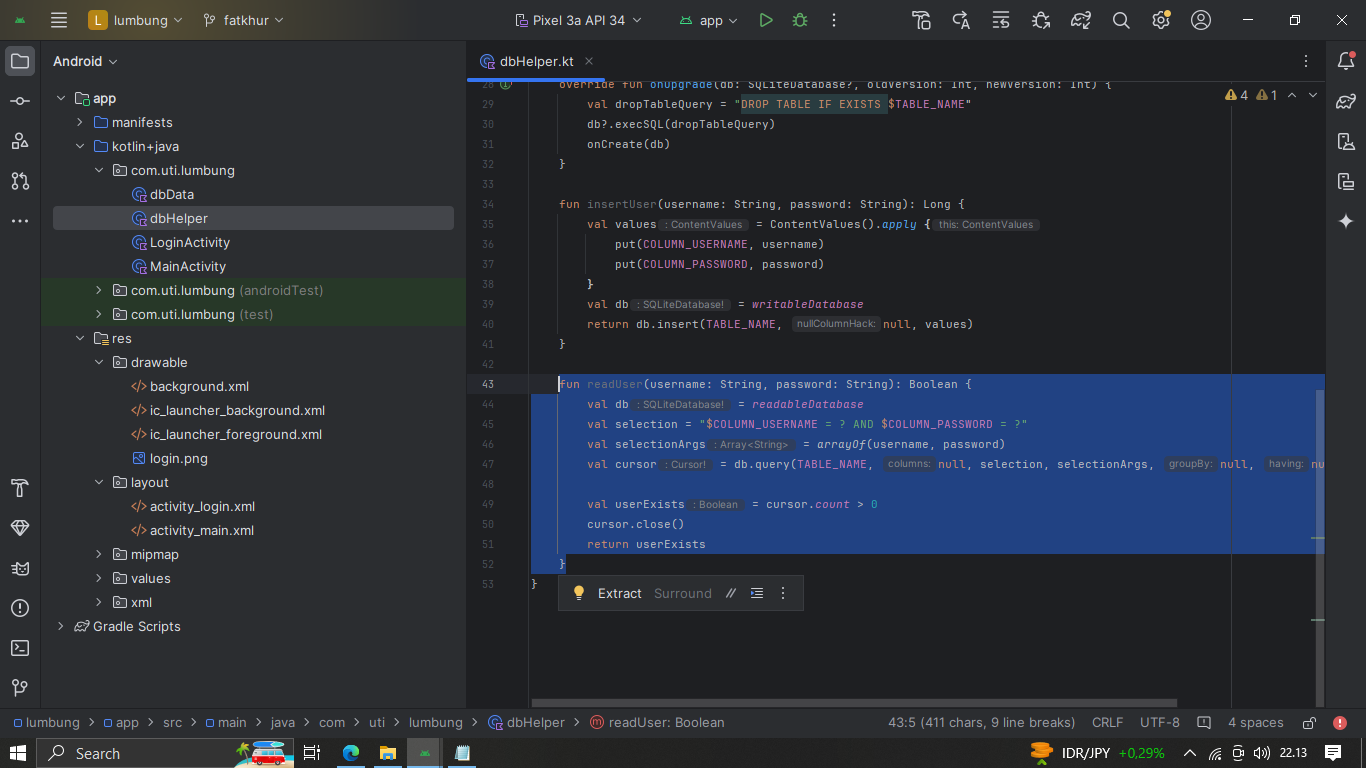 L lumbung
fatkhur
Pixel 3a API 34
app
Android
app
manifests
kotlin+java
com.uti.lumbung
dbData
dbHelper
LoginActivity
MainActivity
com.uti.lumbung (androidTest)
com.uti.lumbung (test)
res
drawable
background.xml
ic_launcher_background.xml
ic_launcher_foreground.xml
login.png
layout
activity_login.xml
activity_main.xml
mipmap
values
xml
Gradle Scripts
dbHelper.kt
4 1
28 override fun onUpgrade(db: SQLiteDatabase?, oldVersion: Int, newVersion: Int) {
29 val dropTableQuery = "DROP TABLE IF EXISTS $TABLE_NAME"
30 db?.execSQL(dropTableQuery)
31 onCreate(db)
32 }
33
34 fun insertUser(username: String, password: String): Long {
35 val values : ContentValues = ContentValues().apply { this: ContentValues
36 put(COLUMN_USERNAME, username)
37 put(COLUMN_PASSWORD, password)
38 }
39 val db : SQLiteDatabase! = writableDatabase
40 return db.insert(TABLE_NAME, nullColumnHack: null, values)
41 }
42
43 fun readUser(username: String, password: String): Boolean {
44 val db : SQLiteDatabase! = readableDatabase
45 val selection = "$COLUMN_USERNAME = ? AND $COLUMN_PASSWORD = ?"
46 val selectionArgs : Array<String> = arrayOf(username, password)
47 val cursor : Cursor! = db.query(TABLE_NAME, columns: null, selection, selectionArgs, groupBy: null, having: nu
48
49 val userExists : Boolean = cursor.count > 0
50 cursor.close()
51 return userExists
52 }
53 }
Extract Surround //
lumbung > app > src > main > java > com > uti > lumbung > dbHelper > readUser: Boolean
43:5 (411 chars, 9 line breaks) CRLF UTF-8 4 spaces
Search
IDR/JPY +0,29%
22.13